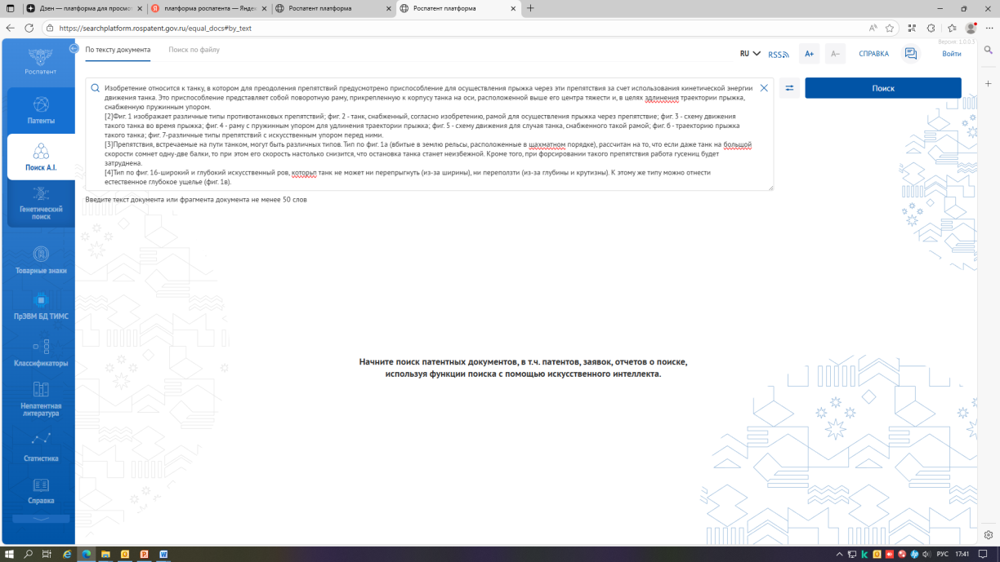 Дзен — платформа для просмот
платформа роспатента — Яндек
Роспатент платформа
Роспатент платформа
https://searchplatform.rospatent.gov.ru/equal_docs#by_text
Роспатент
Патенты
Поиск A.I.
Генетический
поиск
Товарные знаки
ПрЭВМ БД ТИМС
Классификаторы
Непатентная
литература
Статистика
Справка
По тексту документа
Поиск по файлу
Версия: 1.0.0.3
RU
RSS
A+
A−
СПРАВКА
Войти
Изобретение относится к танку, в котором для преодоления препятствий предусмотрено приспособление для осуществления прыжка через эти препятствия за счет использования кинетической энергии
движения танка. Это приспособление представляет собой поворотную раму, прикрепленную к корпусу танка на оси, расположенной выше его центра тяжести и, в целях здлинения траектории прыжка,
снабженную пружинным упором.
[2]Фиг. 1 изображает различные типы противотанковых препятствий; фиг. 2 - танк, снабженный, согласно изобретению, рамой для осуществления прыжка через препятствие; фиг. 3 - схему движения
такого танка во время прыжка; фиг. 4 - раму с пружинным упором для удлинения траектории прыжка; фиг. 5 - схему движения для случая танка, снабженного такой рамой; фиг. 6 - траекторию прыжка
такого танка; фиг. 7-различные типы препятствий с искусственным упором перед ними.
[3]Препятствия, встречаемые на пути танком, могут быть различных типов. Тип по фиг. 1а (вбитые в землю рельсы, расположенные в шахматном порядке), рассчитан на то, что если даже танк на большой
скорости сомнет одну-две балки, то при этом его скорость настолько снизится, что остановка танка станет неизбежной. Кроме того, при форсировании такого препятствия работа гусениц будет
затруднена.
[4]Тип по фиг. 16-широкий и глубокий искусственный ров, которып танк не может ни перепрыгнуть (из-за ширины), ни переползти (из-за глубины и крутизны). К этому же типу можно отнести
естественное глубокое ущелье (фиг. 1в).
Поиск
Введите текст документа или фрагмента документа не менее 50 слов
Начните поиск патентных документов, в т.ч. патентов, заявок, отчетов о поиске,
используя функции поиска с помощью искусственного интеллекта.
РУС
17:41